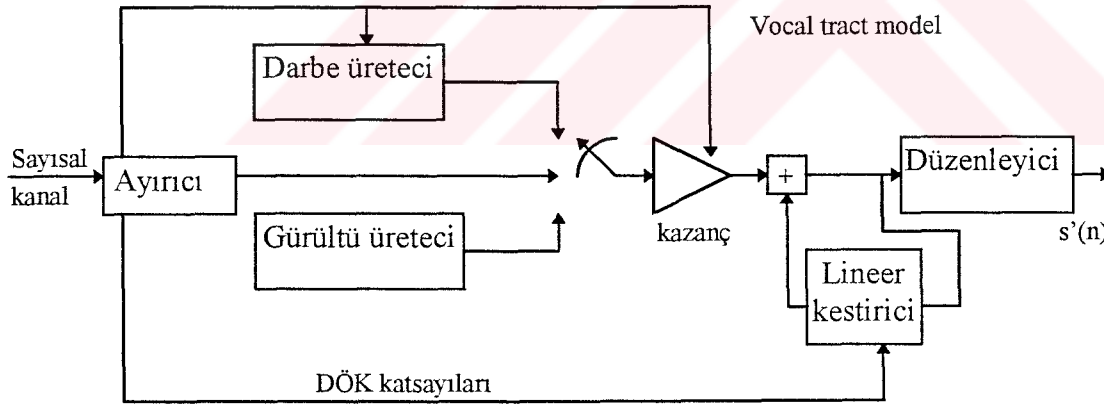 Vocal tract model
Darbe üreteci
Sayısal
kanal
Ayırıcı
Gürültü üreteci
kazanç
+
Düzenleyici
s'(n)
Lineer
kestirici
DÖK katsayıları